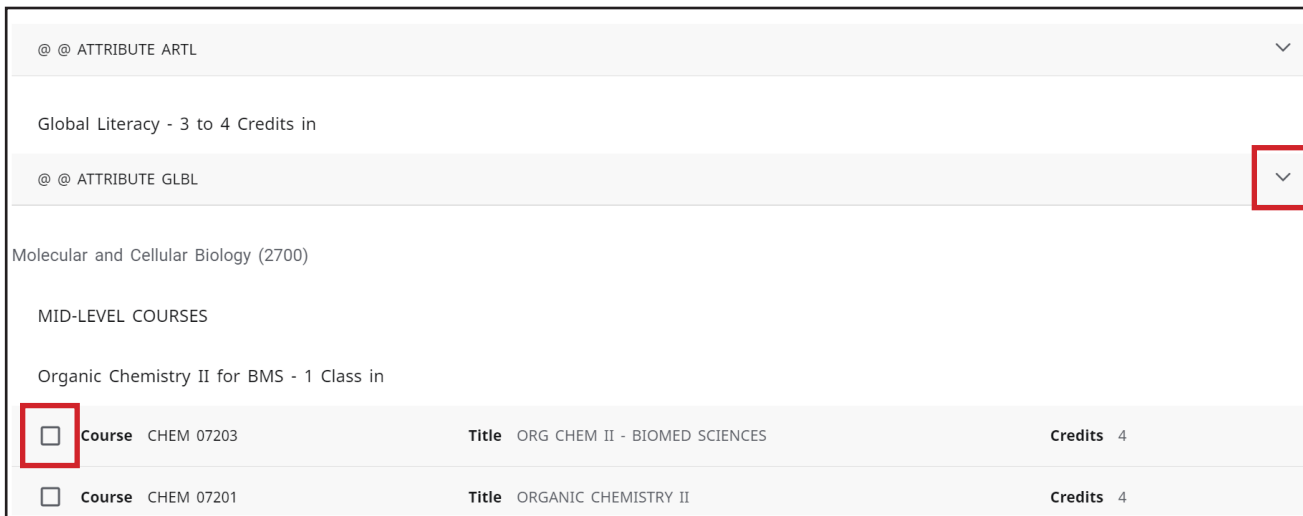 @ @ ATTRIBUTE ARTL
Global Literacy - 3 to 4 Credits in
@ @ ATTRIBUTE GLBL
Molecular and Cellular Biology (2700)
MID-LEVEL COURSES
Organic Chemistry II for BMS - 1 Class in
Course CHEM 07203 Title ORG CHEM II - BIOMED SCIENCES Credits 4
Course CHEM 07201 Title ORGANIC CHEMISTRY II Credits 4